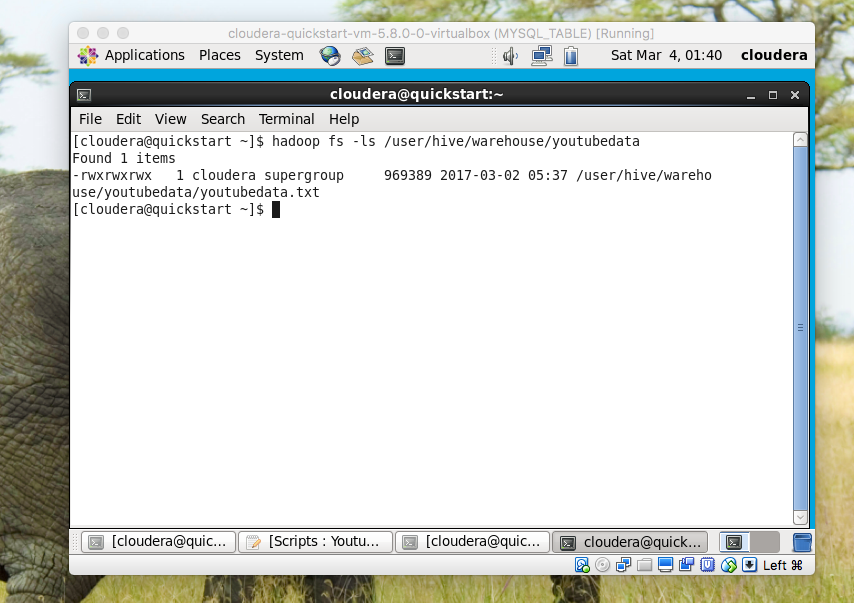 cloudera-quickstart-vm-5.8.0-0-virtualbox (MYSQL_TABLE) [Running]
Applications Places System Sat Mar 4, 01:40 cloudera
cloudera@quickstart:~
File Edit View Search Terminal Help
[cloudera@quickstart ~]$ hadoop fs -ls /user/hive/warehouse/youtubedata
Found 1 items
-rwxrwxrwx 1 cloudera supergroup 969389 2017-03-02 05:37 /user/hive/wareho
use/youtubedata/youtubedata.txt
[cloudera@quickstart ~]$
[cloudera@quic... [Scripts : Youtu... [cloudera@quic... cloudera@quick...
Left ⌘